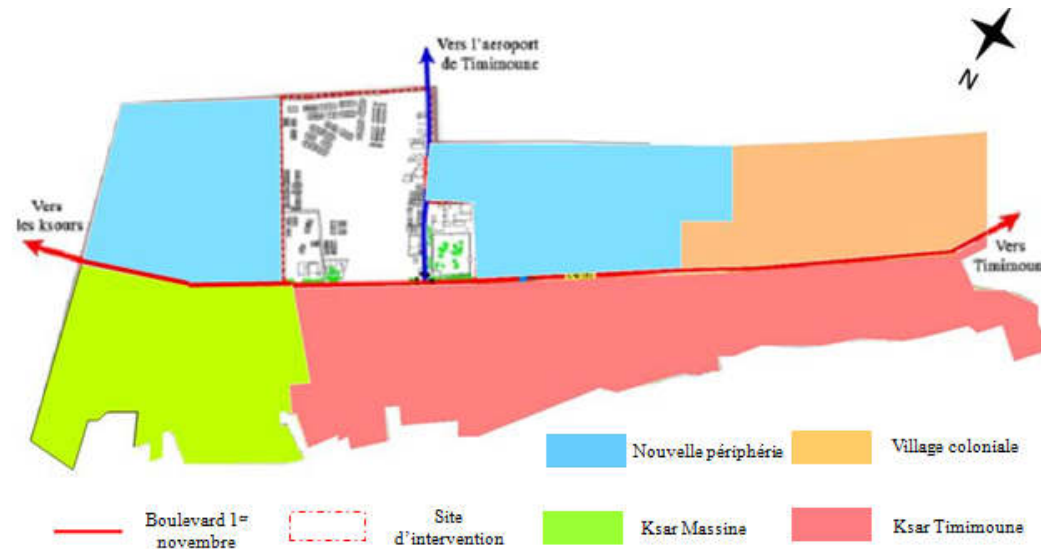 Vers l'aeroport
de Timimoune
N
Vers
les ksours
Vers
Timimoun
Nouvelle périphérie
Village coloniale
Boulevard 1er
novembre
Site
d'intervention
Ksar Massine
Ksar Timimoune